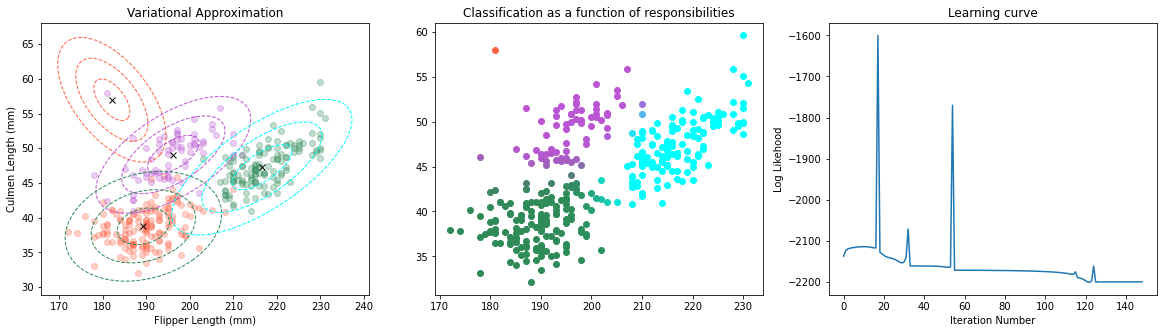 Variational Approximation
Culmen Length (mm)
65
60
55
50
45
40
35
30
170 180 190 200 210 220 230 240
Flipper Length (mm)
Classification as a function of responsibilities
60
55
50
45
40
35
170 180 190 200 210 220 230
Learning curve
Log Likehood
−1600
−1700
−1800
−1900
−2000
−2100
−2200
0 20 40 60 80 100 120 140
Iteration Number